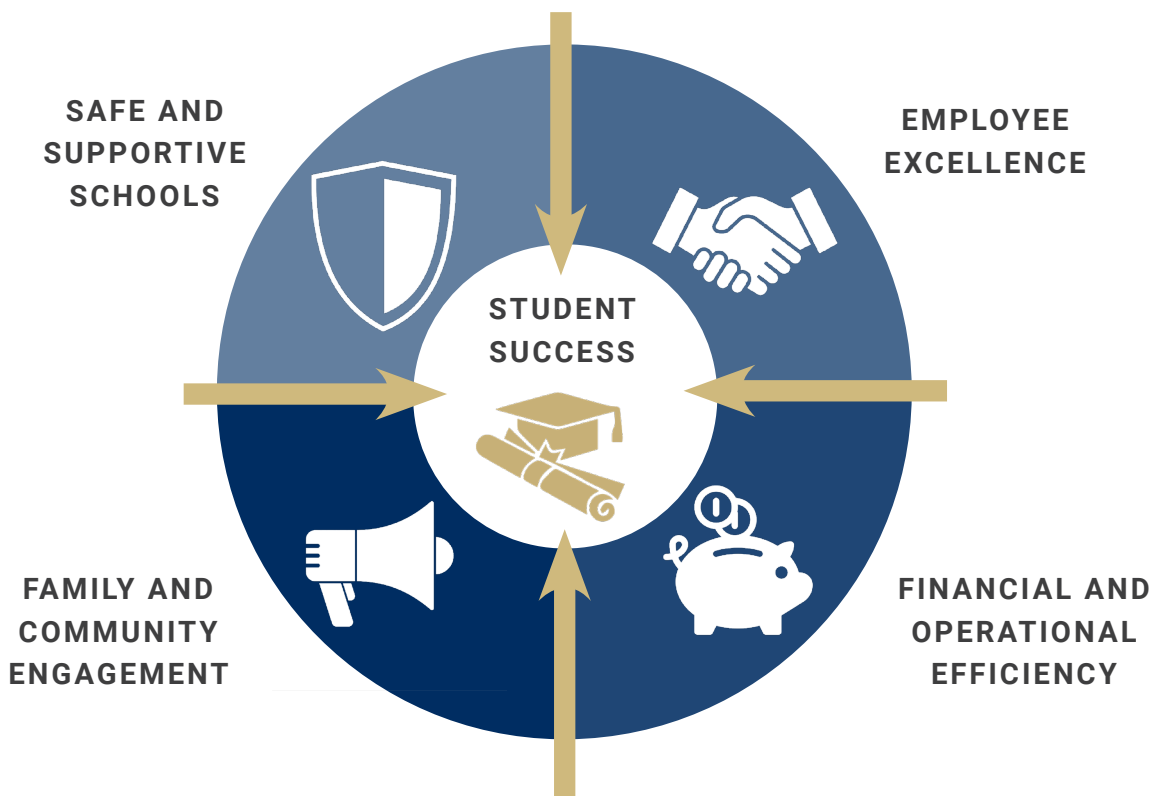 SAFE AND
SUPPORTIVE
SCHOOLS
EMPLOYEE
EXCELLENCE
STUDENT
SUCCESS
FAMILY AND
COMMUNITY
ENGAGEMENT
FINANCIAL AND
OPERATIONAL
EFFICIENCY